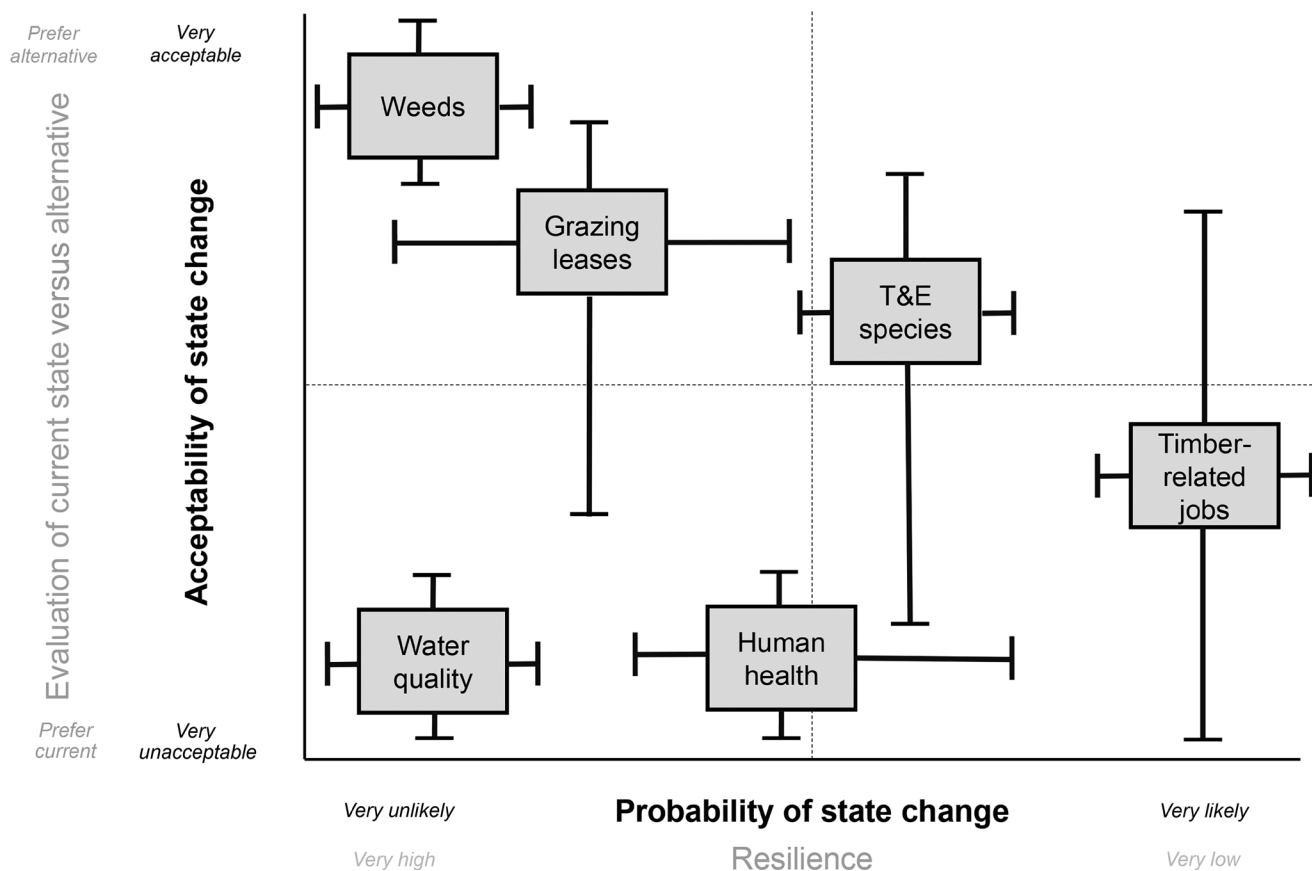 Prefer
alternative
Very
acceptable
Evaluation of current state versus alternative
Acceptability of state change
Prefer
current
Very
unacceptable
Weeds
Grazing
leases
T&E
species
Timber-
related
jobs
Water
quality
Human
health
Very unlikely
Probability of state change
Very likely
Very high
Resilience
Very low